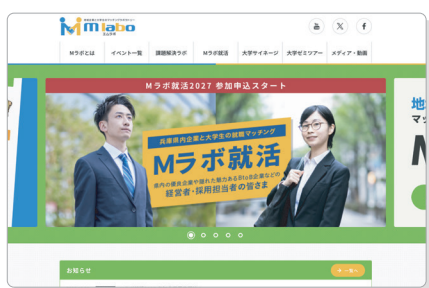 m labo
エムラボ
Mラボとは
イベント一覧
課題解決ラボ
Mラボ就活
大学サイネージ
大学ゼミツアー
メディア・動画
Mラボ就活2027 参加申込スタート
兵庫県内企業と大学生の就職マッチング
Mラボ就活
県内の優良企業や隠れた魅力あるBtoB企業などの
経営者・採用担当者の皆さま
地
マッ
お知らせ